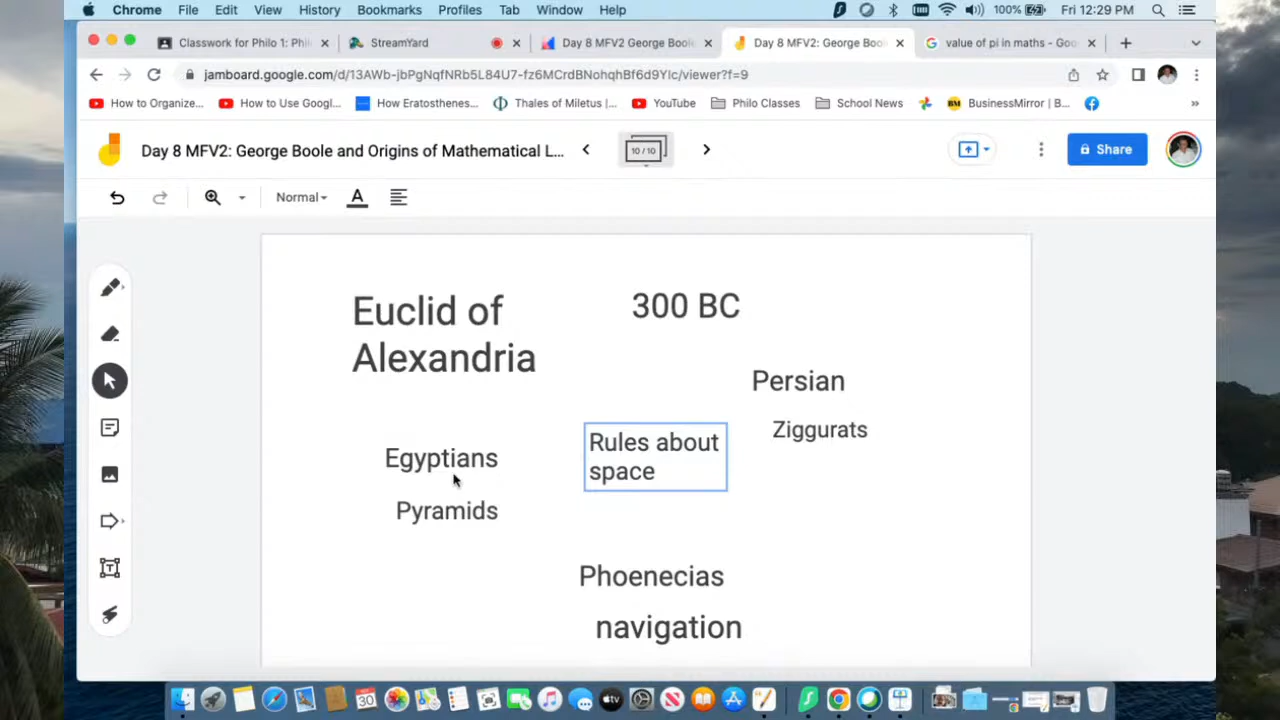 Chrome File Edit View History Bookmarks Profiles Tab Window Help 100% Fri 12:29 PM
Classwork for Philo 1: Phi StreamYard Day 8 MFV2 George Boole Day 8 MFV2: George Boo value of pi in maths - Goo
jamboard.google.com/d/13AWb-jbPgNqfNRb5L84U7-fz6MCrdBNohqhBf6d9YIc/viewer?f=9
How to Organize... How to Use Googl... How Eratosthenes... Thales of Miletus |... YouTube Philo Classes School News BM BusinessMirror | B... »
Day 8 MFV2: George Boole and Origins of Mathematical L... 10 / 10 Share
Normal A
Euclid of
Alexandria
300 BC
Persian
Ziggurats
Rules about
space
Egyptians
Pyramids
Phoenecias
navigation
30
tv